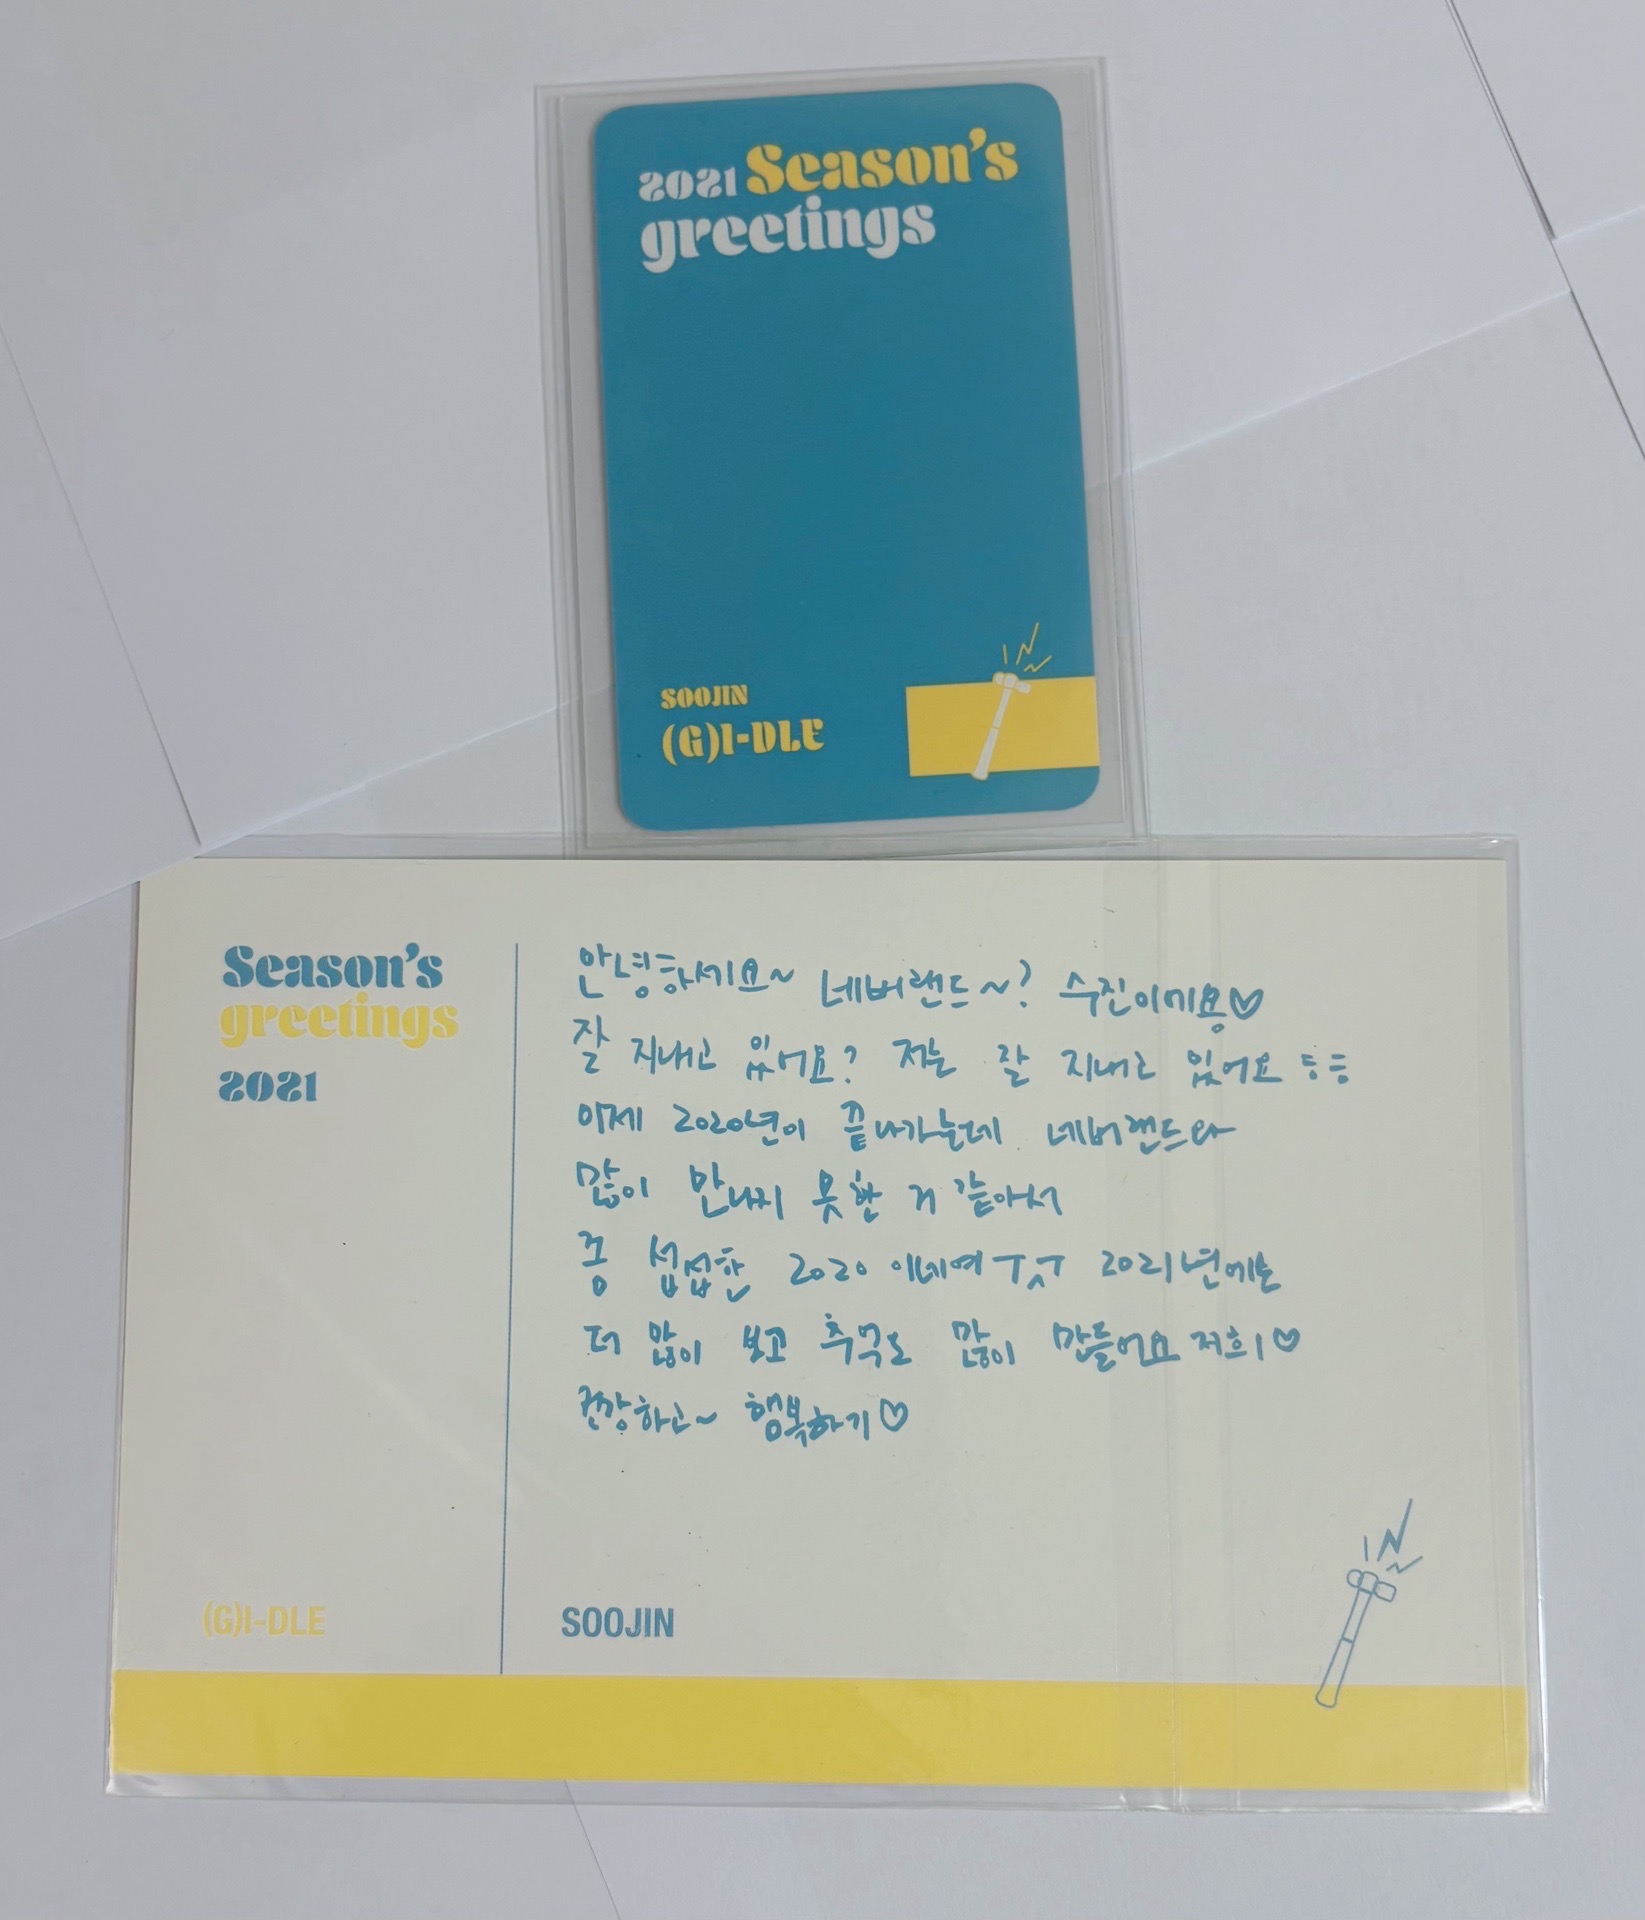 2021 Season's
greetings
SOOJIN
(G)I-DLE
Season's
greetings
2021
안녕하세요~ 네버랜드~? 수진이에용♡
잘 지내고 있어요? 저는 잘 지내고 있어요 ㅎㅎ
이제 2020년이 끝나가는데 네버랜드와
많이 만나지 못한 거 같아서
좀 섭섭한 2020 이네여 ㅜㅅㅜ 2021년에는
더 많이 보고 추억도 많이 만들어요 저희♡
건강하고~ 행복하기♡
(G)I-DLE
SOOJIN